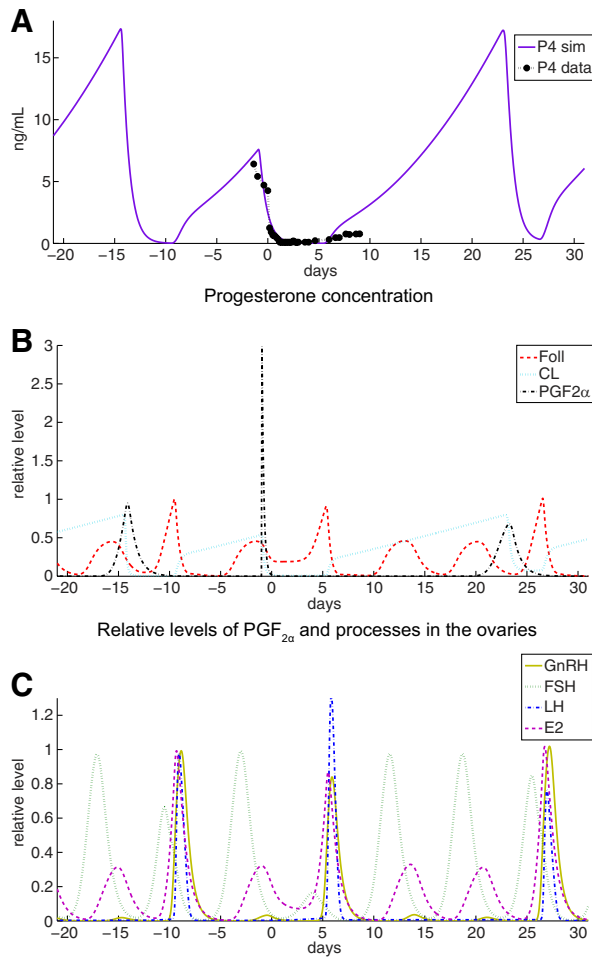 A
ng/mL
15
10
5
0
P4 sim
P4 data
−20 −15 −10 −5 0 5 10 15 20 25 30
days
Progesterone concentration
B
relative level
3
2.5
2
1.5
1
0.5
0
Foll
CL
PGF2α
−20 −15 −10 −5 0 5 10 15 20 25 30
days
Relative levels of PGF2α and processes in the ovaries
C
relative level
1.2
1
0.8
0.6
0.4
0.2
0
GnRH
FSH
LH
E2
−20 −15 −10 −5 0 5 10 15 20 25 30
days